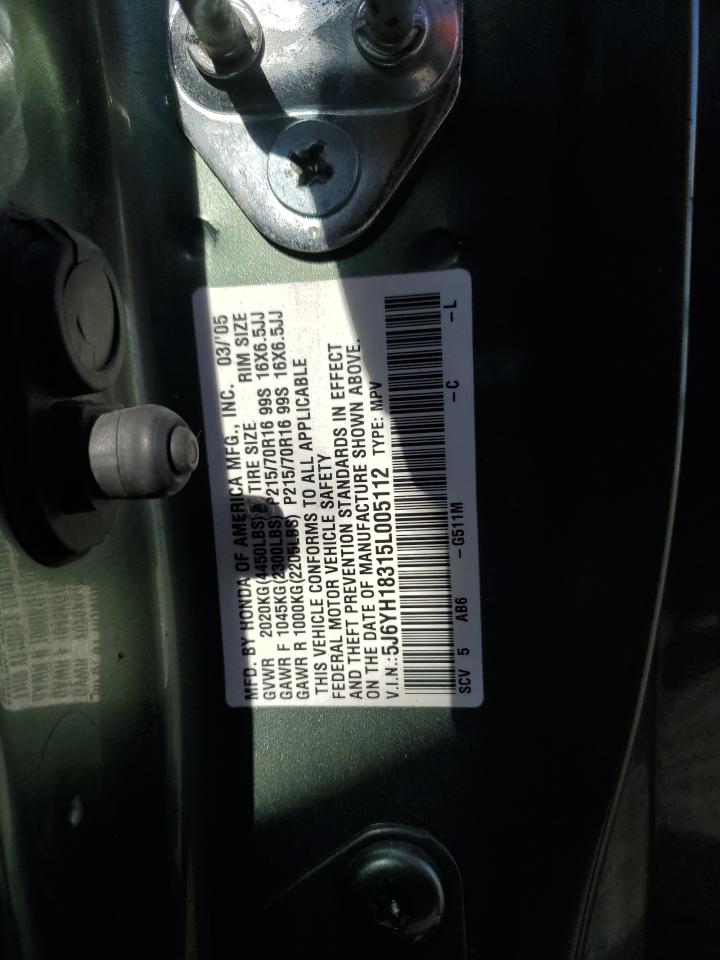 MFD. BY HONDA OF AMERICA MFG., INC. 03/'05
GVWR 2020KG(4450LBS) TIRE SIZE RIM SIZE
GAWR F 1045KG(2300LBS) P215/70R16 99S 16X6.5JJ
GAWR R 1000KG(2205LBS) P215/70R16 99S 16X6.5JJ
THIS VEHICLE CONFORMS TO ALL APPLICABLE
FEDERAL MOTOR VEHICLE SAFETY
AND THEFT PREVENTION STANDARDS IN EFFECT
ON THE DATE OF MANUFACTURE SHOWN ABOVE.
V.I.N.: 5J6YH18315L005112 TYPE: MPV
SCV 5 AB6 -G511M -C -L